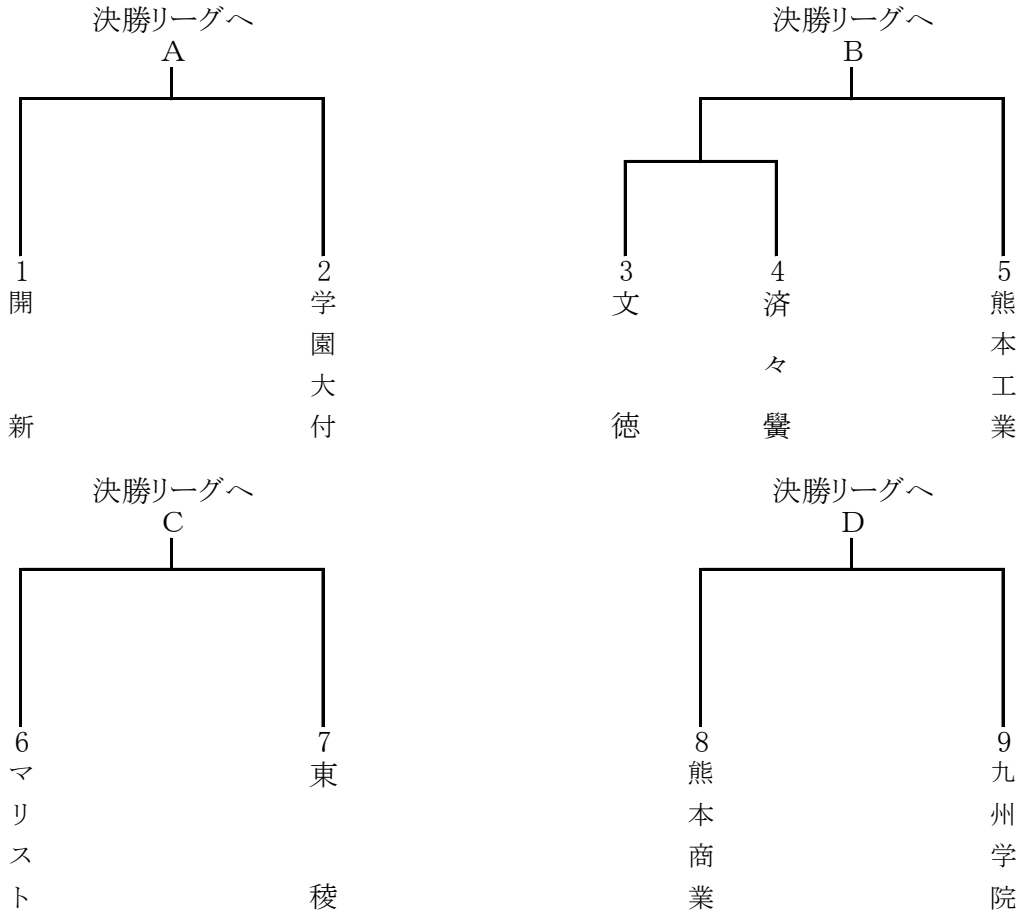 決勝リーグへ
A
決勝リーグへ
B
1
開新
2
学園大付
3
文徳
4
済々黌
5
熊本工業
決勝リーグへ
C
決勝リーグへ
D
6
マリスト
7
東稜
8
熊本商業
9
九州学院